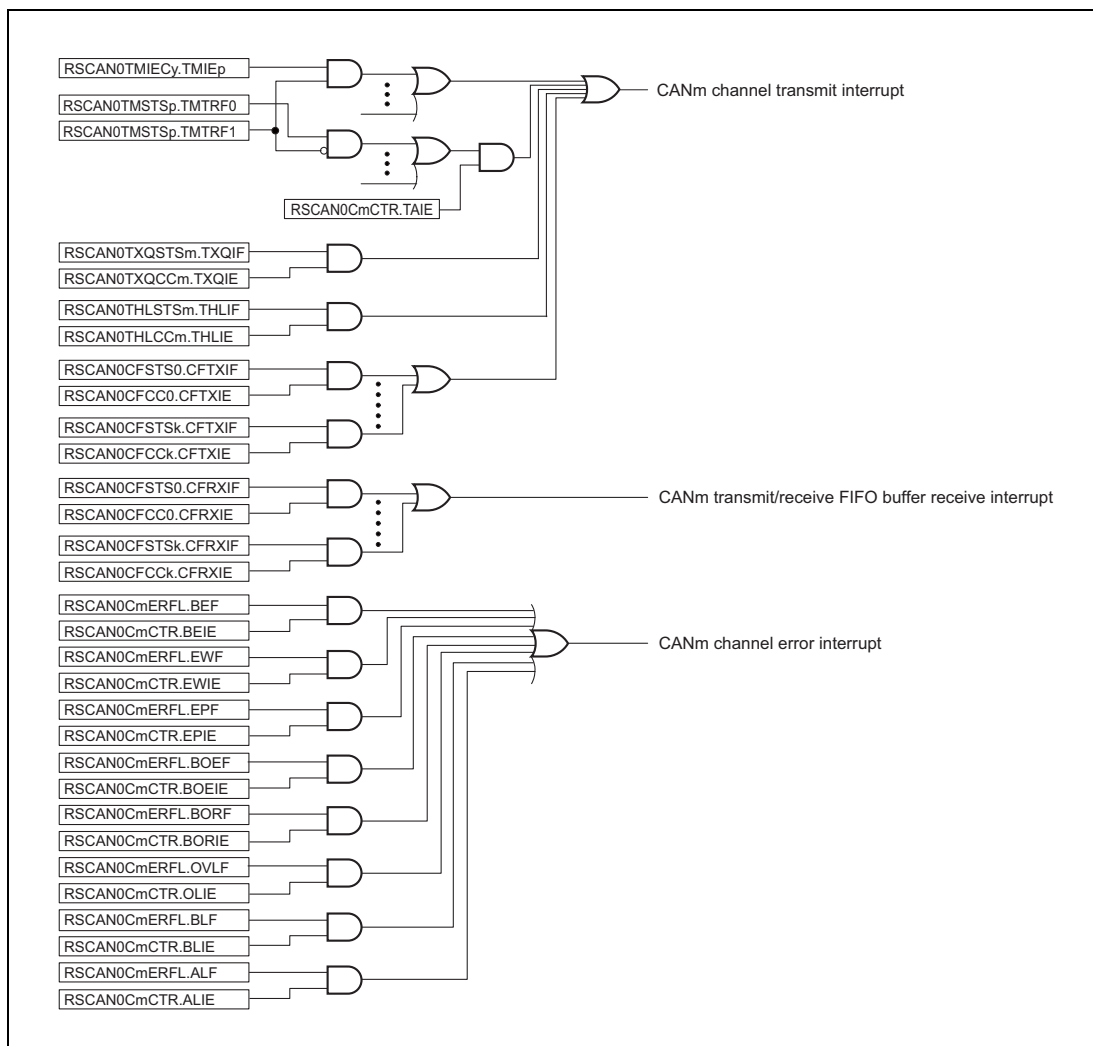 RSCAN0TMIECy.TMIEp
CANm channel transmit interrupt
RSCAN0TMSTSp.TMTRF0
RSCAN0TMSTSp.TMTRF1
RSCAN0CmCTR.TAIE
RSCAN0TXQSTSm.TXQIF
RSCAN0TXQCCm.TXQIE
RSCAN0THLSTSm.THLIF
RSCAN0THLCCm.THLIE
RSCAN0CFSTS0.CFTXIF
RSCAN0CFCC0.CFTXIE
RSCAN0CFSTSk.CFTXIF
RSCAN0CFCCk.CFTXIE
RSCAN0CFSTS0.CFRXIF
CANm transmit/receive FIFO buffer receive interrupt
RSCAN0CFCC0.CFRXIE
RSCAN0CFSTSk.CFRXIF
RSCAN0CFCCk.CFRXIE
RSCAN0CmERFL.BEF
RSCAN0CmCTR.BEIE
CANm channel error interrupt
RSCAN0CmERFL.EWF
RSCAN0CmCTR.EWIE
RSCAN0CmERFL.EPF
RSCAN0CmCTR.EPIE
RSCAN0CmERFL.BOEF
RSCAN0CmCTR.BOEIE
RSCAN0CmERFL.BORF
RSCAN0CmCTR.BORIE
RSCAN0CmERFL.OVLF
RSCAN0CmCTR.OLIE
RSCAN0CmERFL.BLF
RSCAN0CmCTR.BLIE
RSCAN0CmERFL.ALF
RSCAN0CmCTR.ALIE